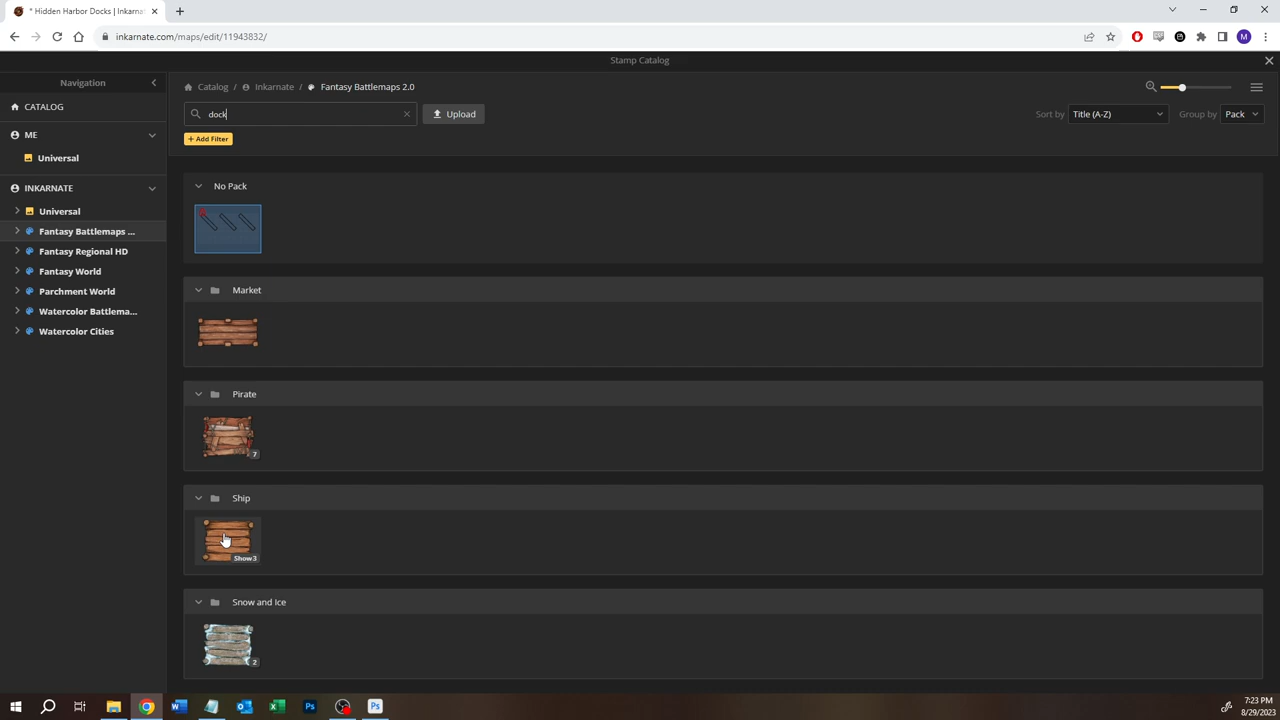 * Hidden Harbor Docks | Inkarna
inkarnate.com/maps/edit/11943832/
M
Stamp Catalog
Navigation
CATALOG
ME
Universal
INKARNATE
Universal
Fantasy Battlemaps ...
Fantasy Regional HD
Fantasy World
Parchment World
Watercolor Battlema...
Watercolor Cities
Catalog / Inkarnate / Fantasy Battlemaps 2.0
dock
Upload
Sort by Title (A-Z) Group by Pack
+ Add Filter
No Pack
Market
Pirate
7
Ship
Show 3
Snow and Ice
2
7:23 PM
8/29/2023